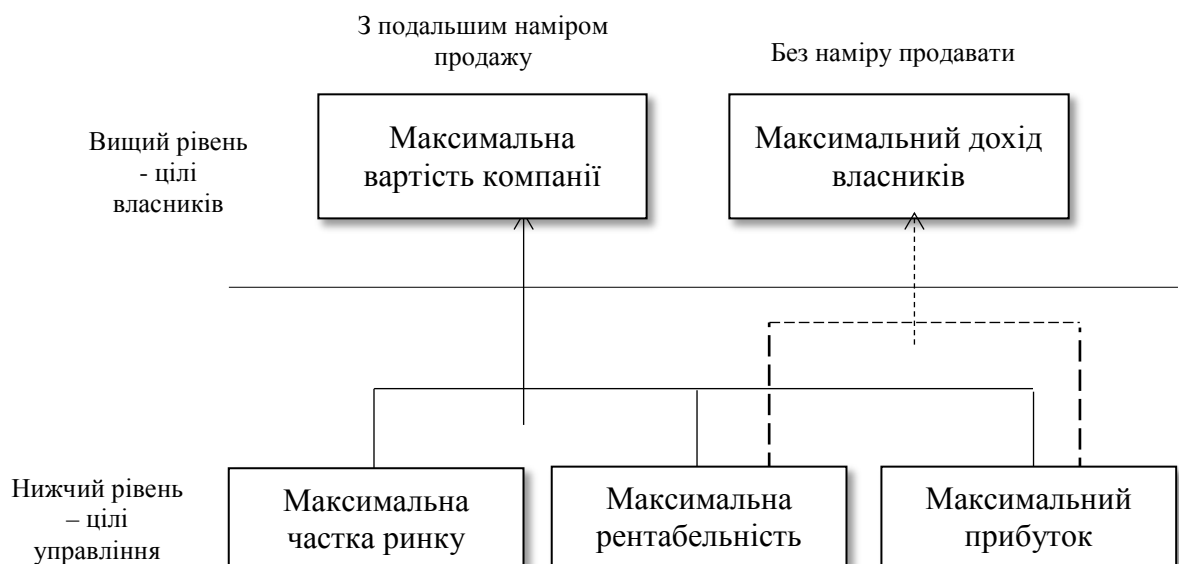 З подальшим наміром
продажу
Без наміру продавати
Вищий рівень
- цілі
власників
Максимальна
вартість компанії
Максимальний дохід
власників
Нижчий рівень
– цілі
управління
Максимальна
частка ринку
Максимальна
рентабельність
Максимальний
прибуток